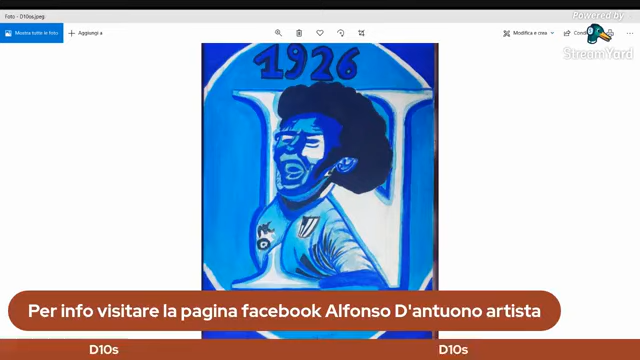 Foto - D10s.jpeg
Powered by
Mostra tutte le foto
Aggiungi a
Modifica e crea
StreamYard
1926
Per info visitare la pagina facebook Alfonso D'antuono artista
D10s
D10s